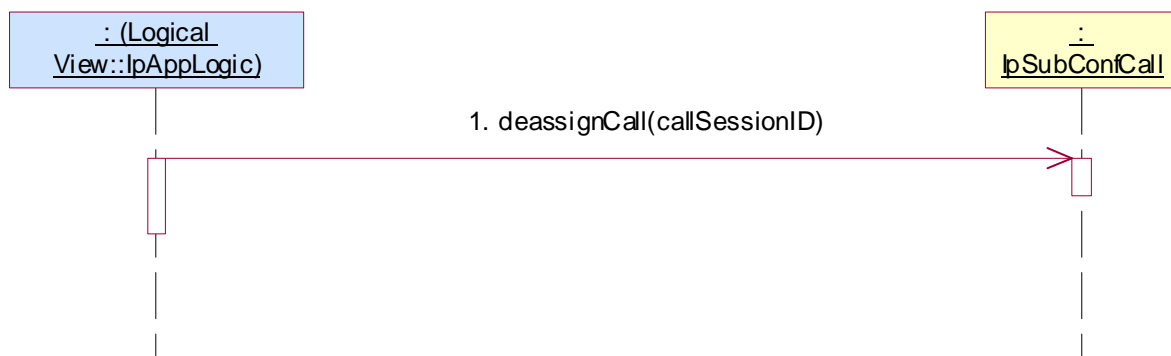 : (Logical
View::IpAppLogic)
:
IpSubConfCall
1. deassignCall(callSessionID)